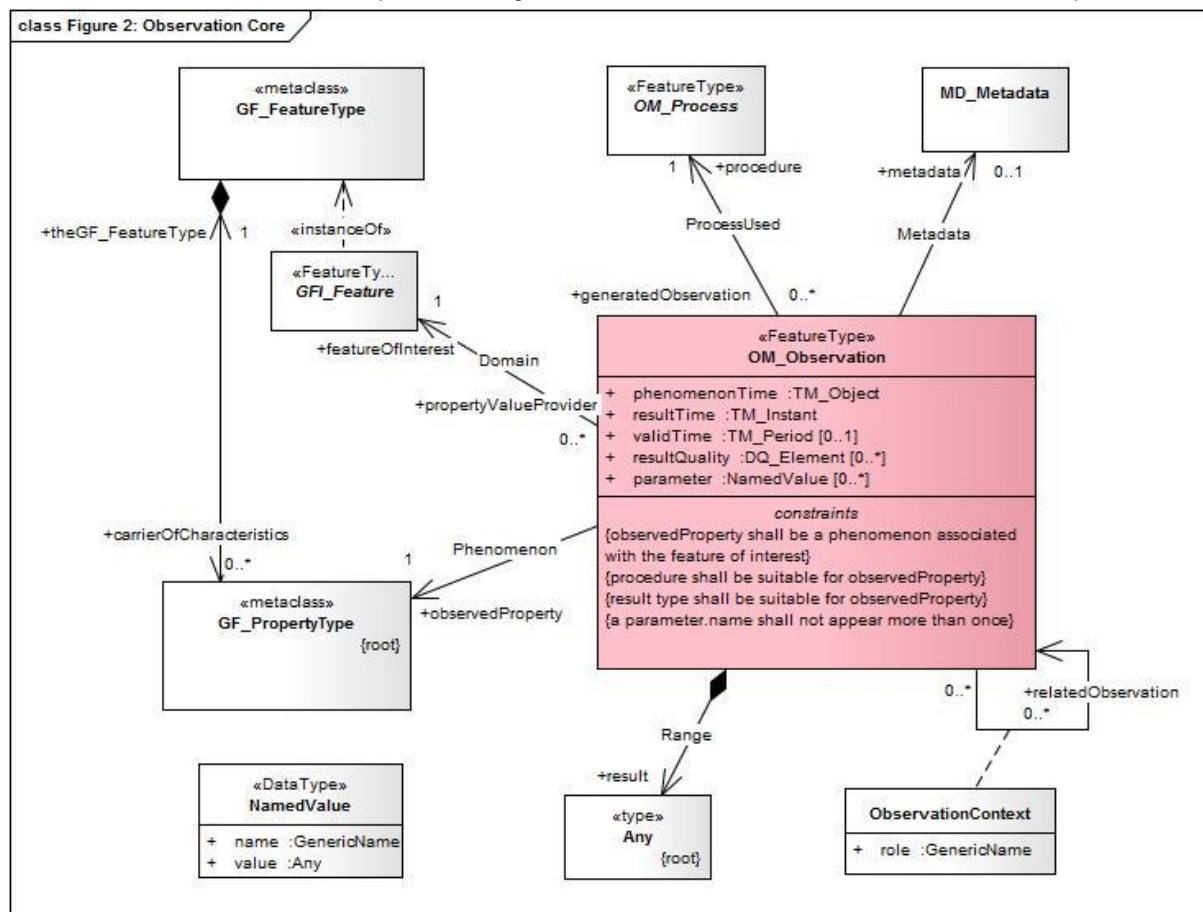 class Figure 2: Observation Core
«metaclass»
GF_FeatureType
«FeatureType»
OM_Process
MD_Metadata
1
+procedure
+metadata
0..1
+theGF_FeatureType
1
«instanceOf»
ProcessUsed
Metadata
«FeatureTy...
GFI_Feature
1
+generatedObservation
0..*
+featureOfInterest
Domain
+propertyValueProvider
0..*
«FeatureType»
OM_Observation
+ phenomenonTime :TM_Object
+ resultTime :TM_Instant
+ validTime :TM_Period [0..1]
+ resultQuality :DQ_Element [0..*]
+ parameter :NamedValue [0..*]
constraints
{observedProperty shall be a phenomenon associated
with the feature of interest}
{procedure shall be suitable for observedProperty}
{result type shall be suitable for observedProperty}
{a parameter.name shall not appear more than once}
+carrierOfCharacteristics
0..*
Phenomenon
1
+observedProperty
«metaclass»
GF_PropertyType
{root}
0..*
+relatedObservation
0..*
Range
+result
«DataType»
NamedValue
+ name :GenericName
+ value :Any
«type»
Any
{root}
ObservationContext
+ role :GenericName